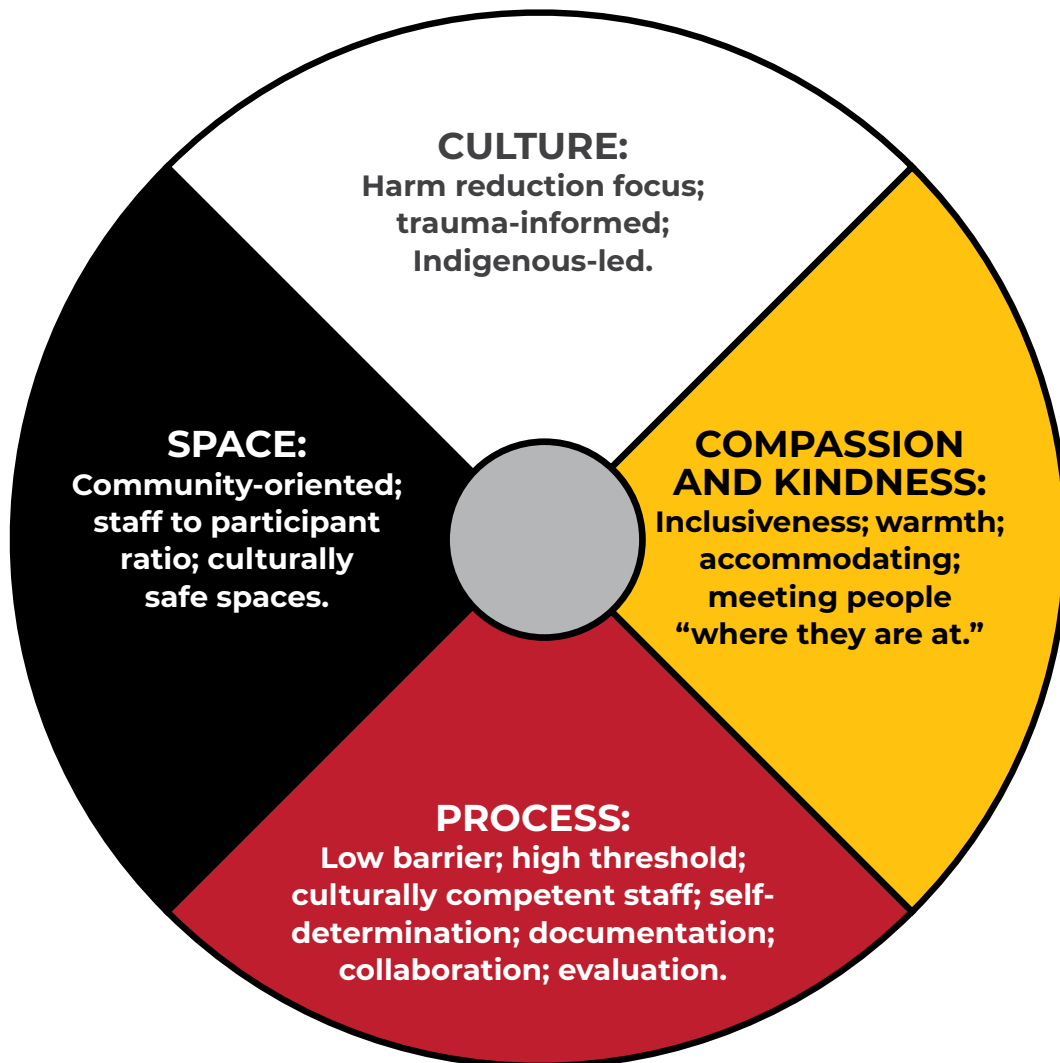 CULTURE:
Harm reduction focus;
trauma-informed;
Indigenous-led.
SPACE:
Community-oriented;
staff to participant
ratio; culturally
safe spaces.
COMPASSION
AND KINDNESS:
Inclusiveness; warmth;
accommodating;
meeting people
“where they are at.”
PROCESS:
Low barrier; high threshold;
culturally competent staff; self-
determination; documentation;
collaboration; evaluation.